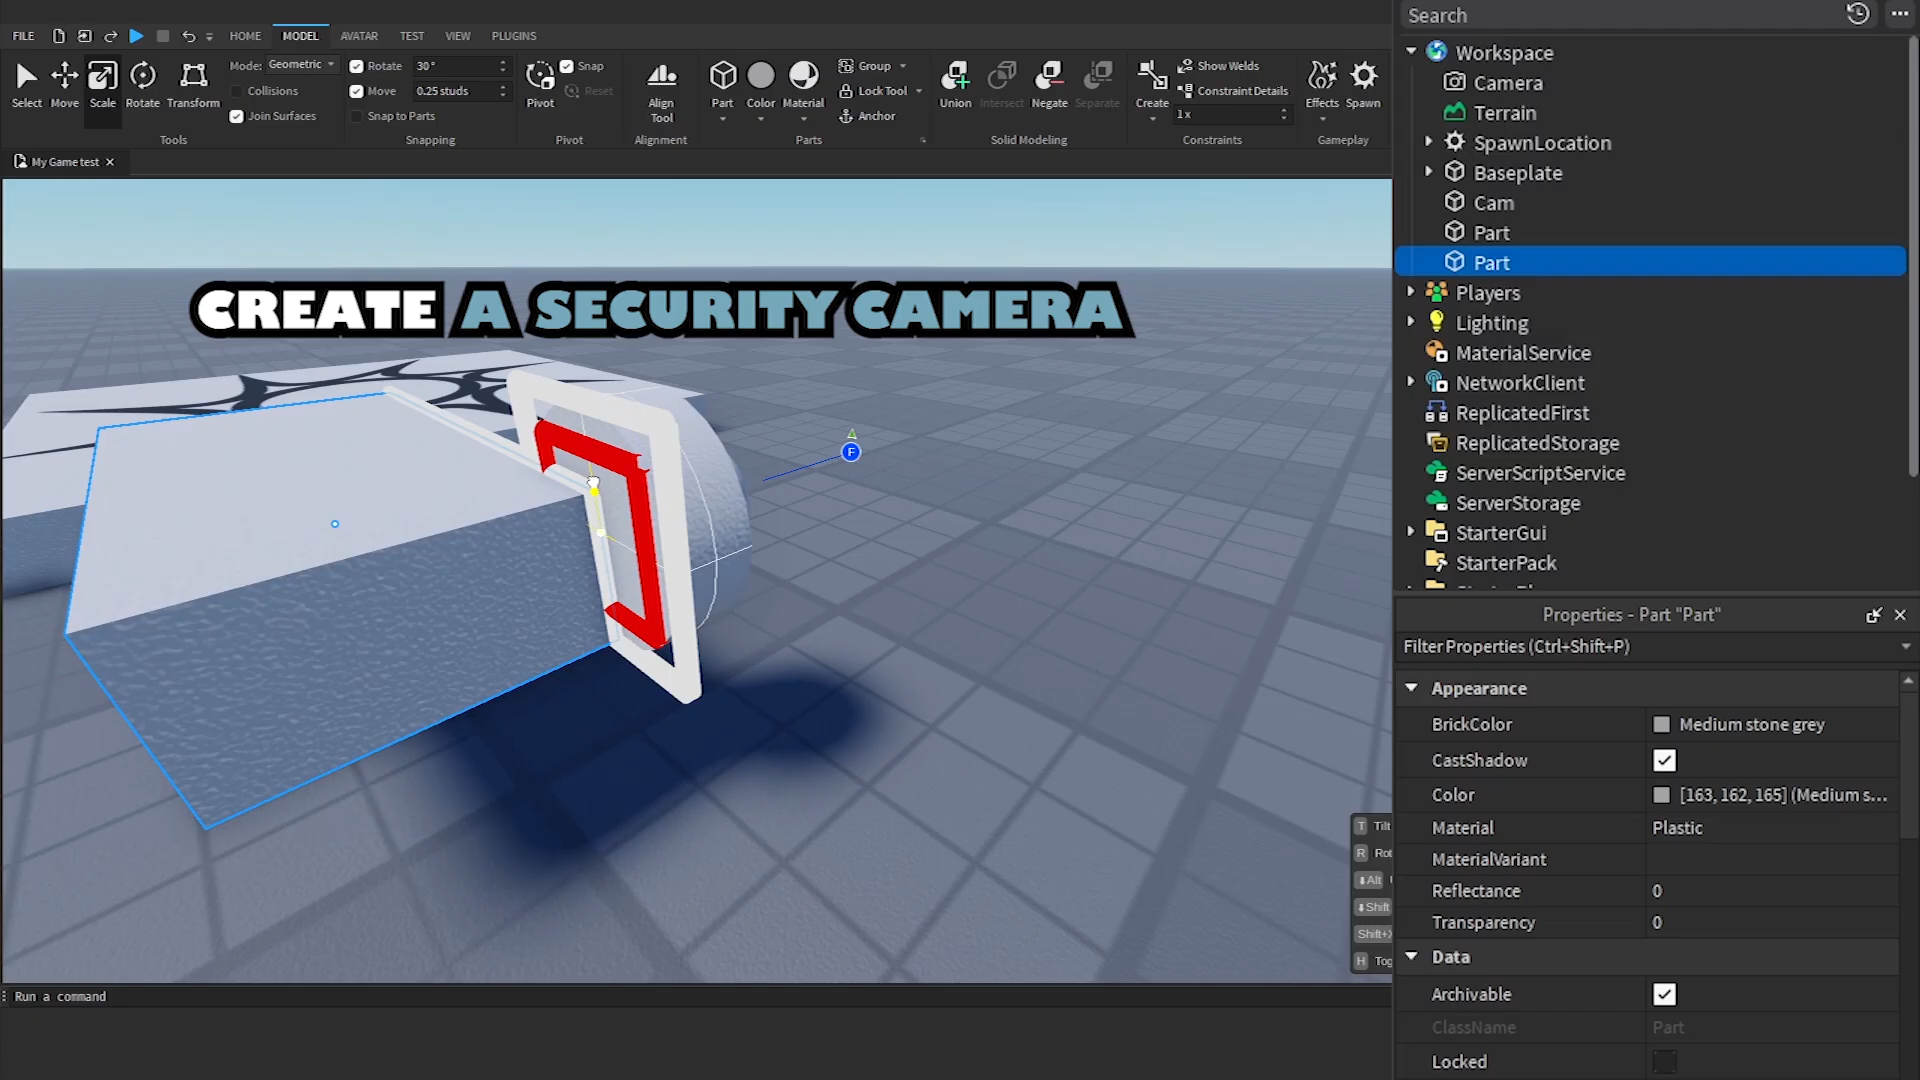 FILE
HOME
MODEL
AVATAR
TEST
VIEW
PLUGINS
Select
Move
Scale
Rotate
Transform
Mode:
Geometric
Collisions
Join Surfaces
Tools
Rotate
30°
Move
0.25 studs
Snap to Parts
Snapping
Pivot
Snap
Reset
Pivot
Align
Tool
Alignment
Part
Color
Material
Group
Lock Tool
Anchor
Parts
Union
Intersect
Negate
Separate
Solid Modeling
Create
Show Welds
Constraint Details
1x
Constraints
Effects
Spawn
Gameplay
My Game test
CREATE A SECURITY CAMERA
F
T Tilt
R
Alt
Shift
H
Run a command
Search
Workspace
Camera
Terrain
SpawnLocation
Baseplate
Cam
Part
Part
Players
Lighting
MaterialService
NetworkClient
ReplicatedFirst
ReplicatedStorage
ServerScriptService
ServerStorage
StarterGui
StarterPack
Properties - Part "Part"
Filter Properties (Ctrl+Shift+P)
Appearance
BrickColor Medium stone grey
CastShadow
Color [163, 162, 165] (Medium s...
Material Plastic
MaterialVariant
Reflectance 0
Transparency 0
Data
Archivable
ClassName Part
Locked